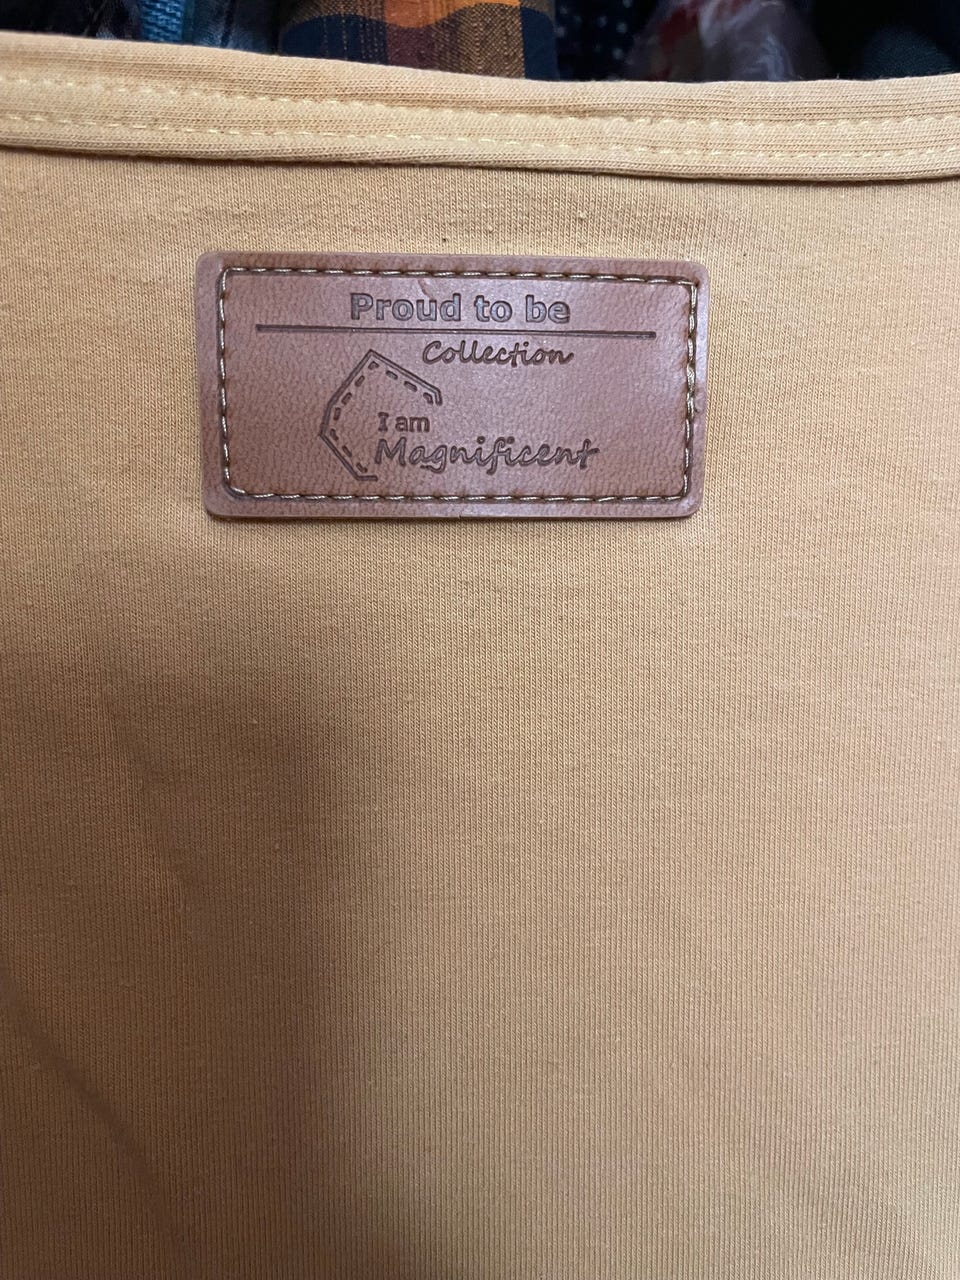 Proud to be
Collection
I am
Magnificent